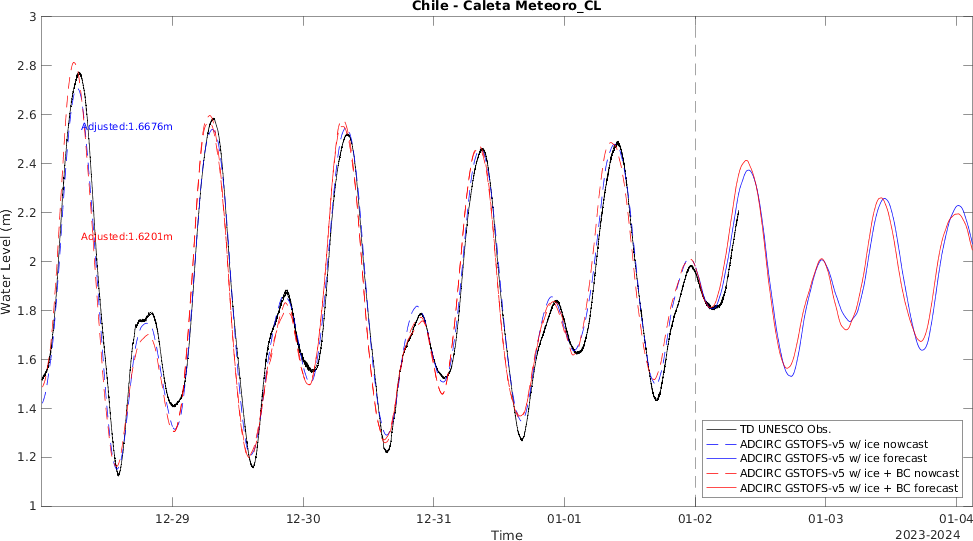 Chile - Caleta Meteoro_CL
3
2.8
2.6
2.4
2.2
2
1.8
1.6
1.4
1.2
1
Water Level (m)
Adjusted:1.6676m
Adjusted:1.6201m
TD UNESCO Obs.
ADCIRC GSTOFS-v5 w/ ice nowcast
ADCIRC GSTOFS-v5 w/ ice forecast
ADCIRC GSTOFS-v5 w/ ice + BC nowcast
ADCIRC GSTOFS-v5 w/ ice + BC forecast
12-29 12-30 12-31 01-01 01-02 01-03 01-04
Time
2023-2024